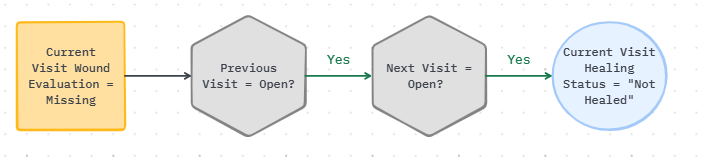 Current
Visit Wound
Evaluation =
Missing
Previous
Visit = Open?
Yes
Next Visit =
Open?
Yes
Current Visit
Healing
Status = "Not
Healed"